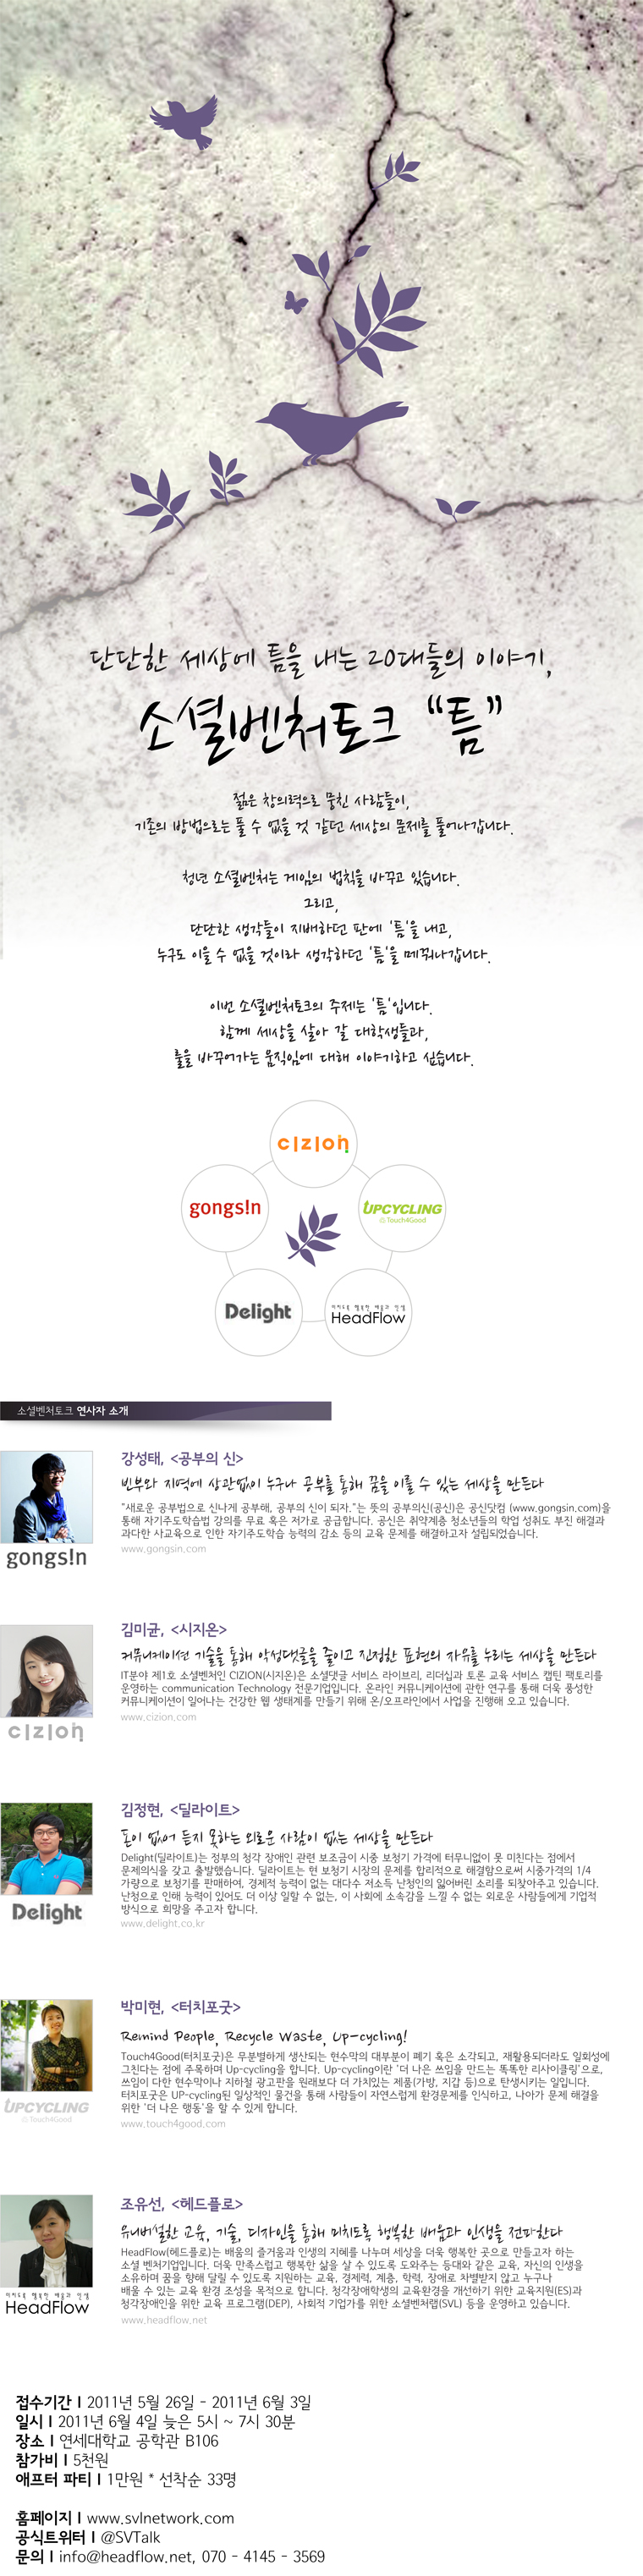 단단한 세상에 틈을 내는 20대들의 이야기,
소셜벤처토크 “틈”
젊은 창의력으로 뭉친 사람들이,
기존의 방법으로는 풀 수 없을 것 같던 세상의 문제를 풀어나갑니다.
청년 소셜벤처는 게임의 법칙을 바꾸고 있습니다.
그리고,
단단한 생각들이 지배하던 판에 '틈'을 내고,
누구도 이을 수 없을 것이라 생각하던 '틈'을 메꿔나갑니다.
이번 소셜벤처토크의 주제는 '틈'입니다.
함께 세상을 살아 갈 대학생들과,
룰을 바꾸어가는 움직임에 대해 이야기하고 싶습니다.
cizion
gongs!n
UPCYCLING
Touch4Good
Delight
미치도록 행복한 배움과 인생
HeadFlow
소셜벤처토크 연사자 소개
강성태, <공부의 신>
빈부와 지역에 상관없이 누구나 공부를 통해 꿈을 이룰 수 있는 세상을 만든다
"새로운 공부법으로 신나게 공부해, 공부의 신이 되자."는 뜻의 공부의신(공신)은 공신닷컴 (www.gongsin.com)을
통해 자기주도학습법 강의를 무료 혹은 저가로 공급합니다. 공신은 취약계층 청소년들의 학업 성취도 부진 해결과
과다한 사교육으로 인한 자기주도학습 능력의 감소 등의 교육 문제를 해결하고자 설립되었습니다.
www.gongsin.com
gongs!n
김미균, <시지온>
커뮤니케이션 기술을 통해 악성댓글을 줄이고 진정한 표현의 자유를 누리는 세상을 만든다
IT분야 제1호 소셜벤처인 CIZION(시지온)은 소셜댓글 서비스 라이브리, 리더십과 토론 교육 서비스 캡틴 팩토리를
운영하는 communication Technology 전문기업입니다. 온라인 커뮤니케이션에 관한 연구를 통해 더욱 풍성한
커뮤니케이션이 일어나는 건강한 웹 생태계를 만들기 위해 온/오프라인에서 사업을 진행해 오고 있습니다.
www.cizion.com
cizion
김정현, <딜라이트>
돈이 없어 듣지 못하는 외로운 사람이 없는 세상을 만든다
Delight(딜라이트)는 정부의 청각 장애인 관련 보조금이 시중 보청기 가격에 터무니없이 못 미친다는 점에서
문제의식을 갖고 출발했습니다. 딜라이트는 현 보청기 시장의 문제를 합리적으로 해결함으로써 시중가격의 1/4
가량으로 보청기를 판매하여, 경제적 능력이 없는 대다수 저소득 난청인의 잃어버린 소리를 되찾아주고 있습니다.
난청으로 인해 능력이 있어도 더 이상 일할 수 없는, 이 사회에 소속감을 느낄 수 없는 외로운 사람들에게 기업적
방식으로 희망을 주고자 합니다.
www.delight.co.kr
Delight
박미현, <터치포굿>
Remind People, Recycle Waste, Up-cycling!
Touch4Good(터치포굿)은 무분별하게 생산되는 현수막의 대부분이 폐기 혹은 소각되고, 재활용되더라도 일회성에
그친다는 점에 주목하며 Up-cycling을 합니다. Up-cycling이란 '더 나은 쓰임을 만드는 똑똑한 리사이클링'으로,
쓰임이 다한 현수막이나 지하철 광고판을 원래보다 더 가치있는 제품(가방, 지갑 등)으로 탄생시키는 일입니다.
터치포굿은 UP-cycling된 일상적인 물건을 통해 사람들이 자연스럽게 환경문제를 인식하고, 나아가 문제 해결을
위한 '더 나은 행동'을 할 수 있게 합니다.
www.touch4good.com
UPCYCLING
Touch4Good
조유선, <헤드플로>
유니버설한 교육, 기술, 디자인을 통해 미치도록 행복한 배움과 인생을 전파한다
HeadFlow(헤드플로)는 배움의 즐거움과 인생의 지혜를 나누며 세상을 더욱 행복한 곳으로 만들고자 하는
소셜 벤처기업입니다. 더욱 만족스럽고 행복한 삶을 살 수 있도록 도와주는 등대와 같은 교육, 자신의 인생을
소유하며 꿈을 향해 달릴 수 있도록 지원하는 교육, 경제력, 계층, 학력, 장애로 차별받지 않고 누구나
배울 수 있는 교육 환경 조성을 목적으로 합니다. 청각장애학생의 교육환경을 개선하기 위한 교육지원(ES)과
청각장애인을 위한 교육 프로그램(DEP), 사회적 기업가를 위한 소셜벤처랩(SVL) 등을 운영하고 있습니다.
www.headflow.net
미치도록 행복한 배움과 인생
HeadFlow
접수기간 l 2011년 5월 26일 - 2011년 6월 3일
일시 l 2011년 6월 4일 늦은 5시 ~ 7시 30분
장소 l 연세대학교 공학관 B106
참가비 l 5천원
애프터 파티 l 1만원 * 선착순 33명
홈페이지 l www.svlnetwork.com
공식트위터 l @SVTalk
문의 l info@headflow.net, 070 - 4145 - 3569